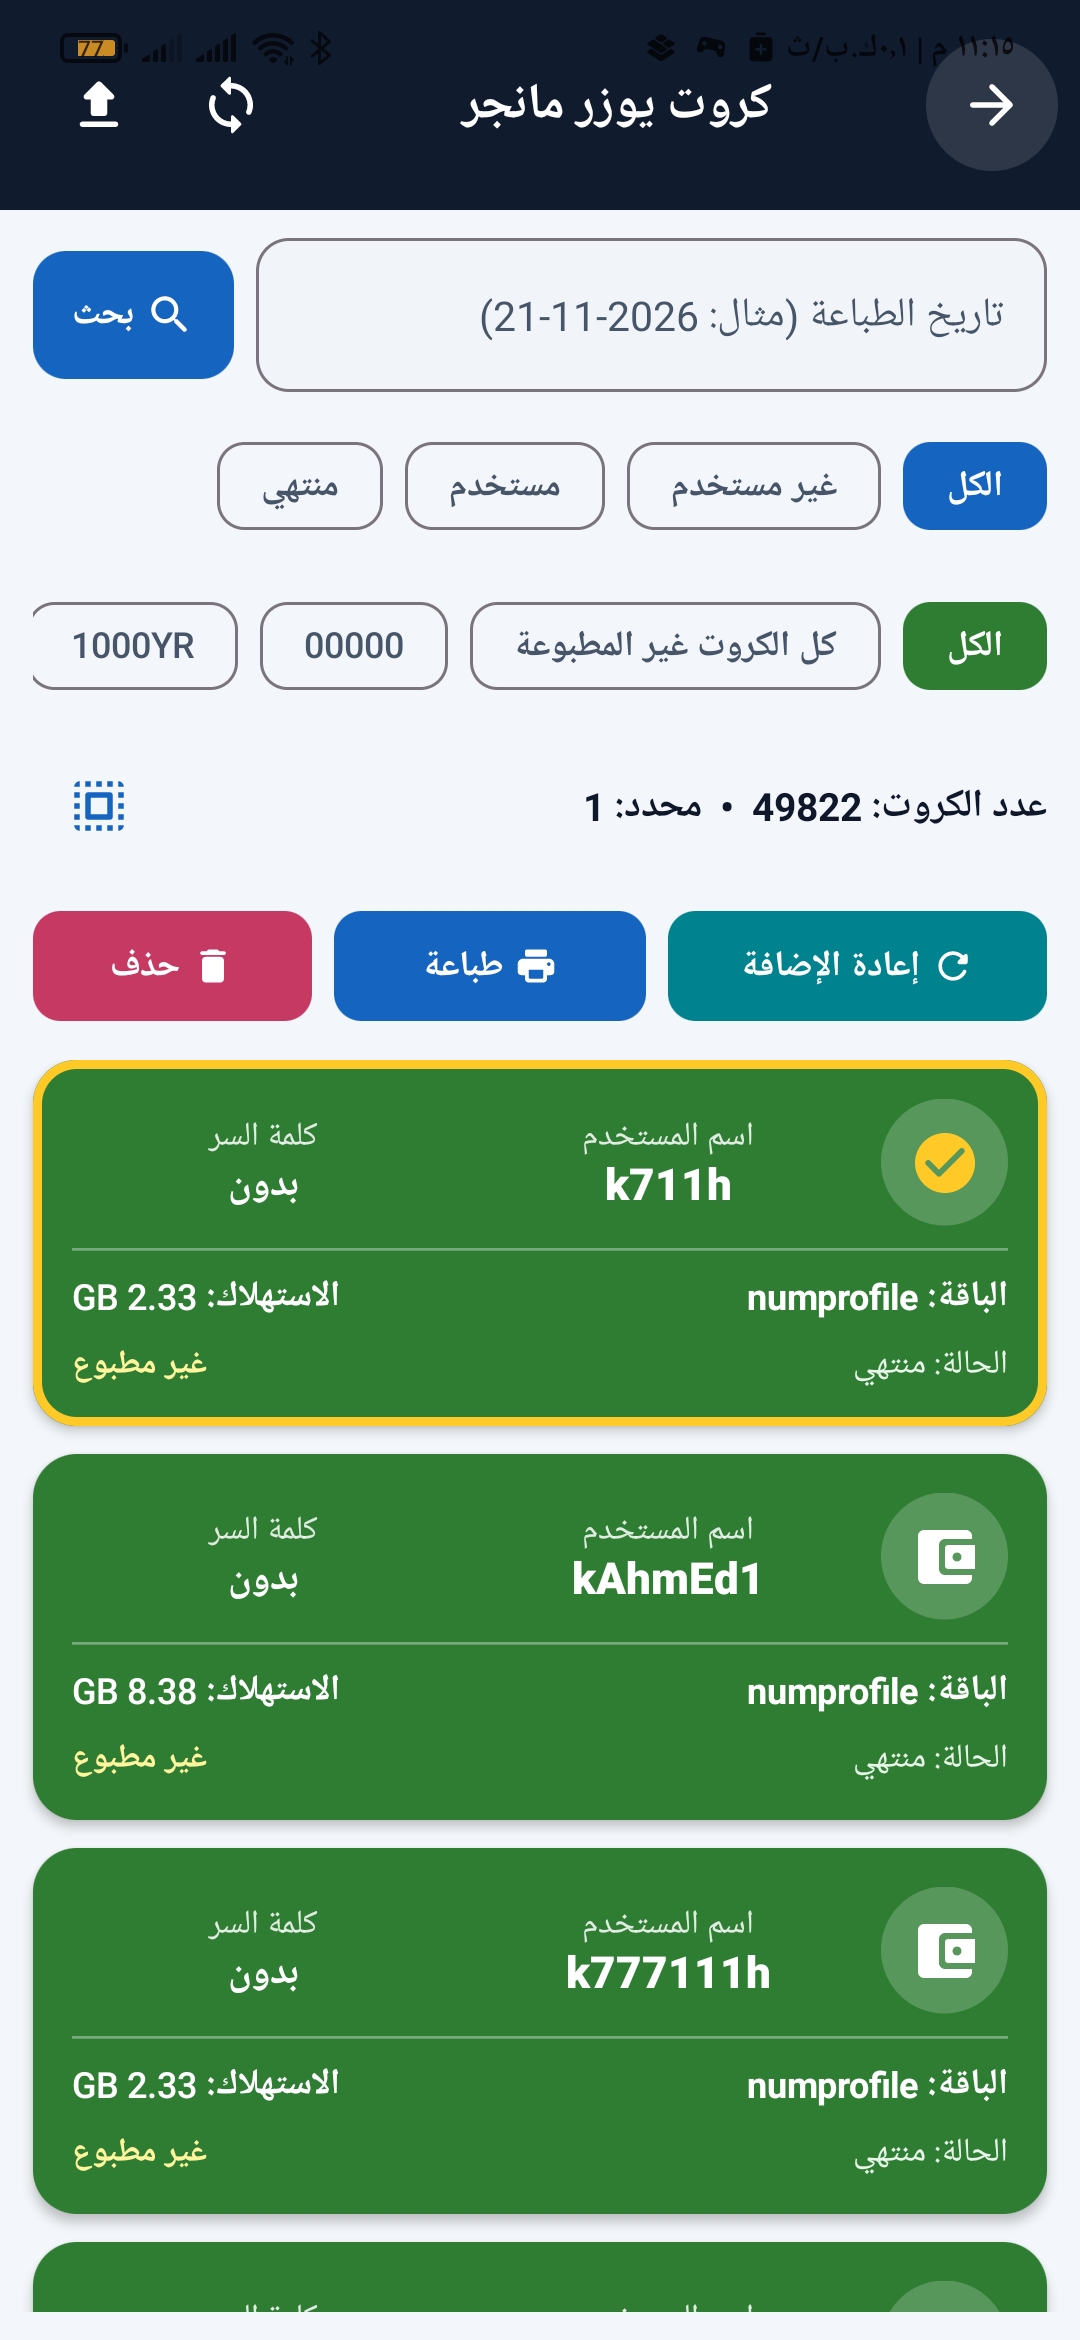 ١١:١٥ م | ٠,١ك.ب/ث
77
كروت يوزر مانجر
تاريخ الطباعة (مثال: 2026-11-21)
بحث
الكل
غير مستخدم
مستخدم
منتهي
الكل
كل الكروت غير المطبوعة
00000
1000YR
عدد الكروت: 49822 • محدد: 1
إعادة الإضافة
طباعة
حذف
اسم المستخدم
k711h
كلمة السر
بدون
الباقة: numprofile
الاستهلاك: 2.33 GB
الحالة: منتهي
غير مطبوع
اسم المستخدم
kAhmEd1
كلمة السر
بدون
الباقة: numprofile
الاستهلاك: 8.38 GB
الحالة: منتهي
غير مطبوع
اسم المستخدم
k777111h
كلمة السر
بدون
الباقة: numprofile
الاستهلاك: 2.33 GB
الحالة: منتهي
غير مطبوع